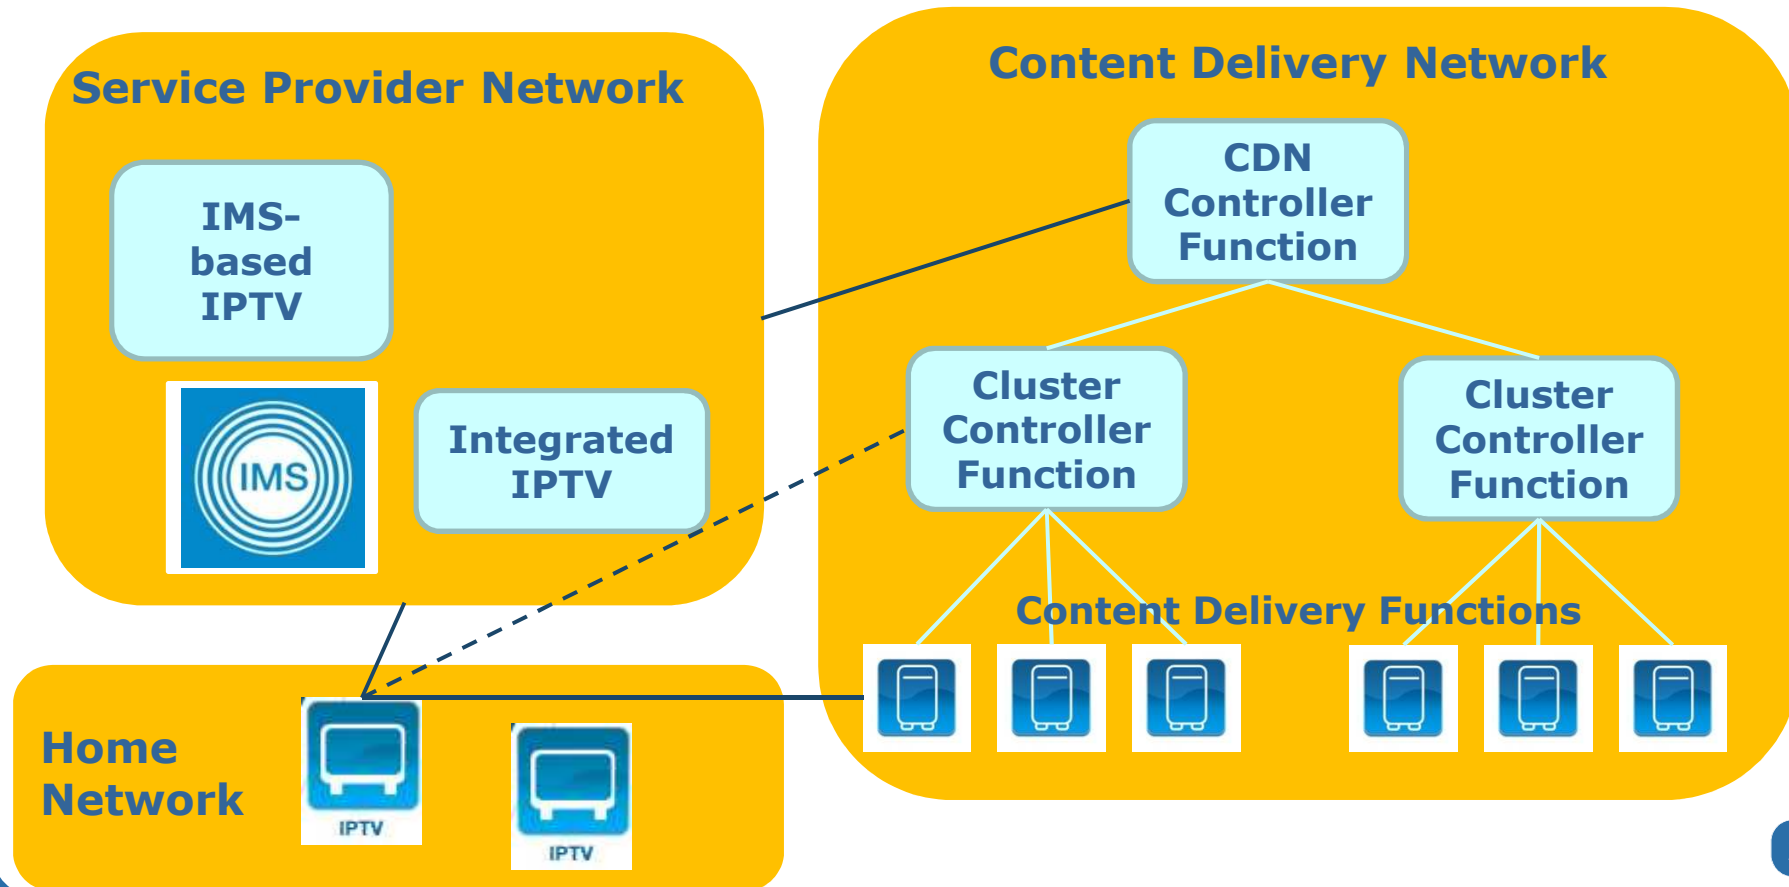 Service Provider Network
IMS-
based
IPTV
IMS
Integrated
IPTV
Content Delivery Network
CDN
Controller
Function
Cluster
Controller
Function
Cluster
Controller
Function
Content Delivery Functions
Home
Network
IPTV
IPTV